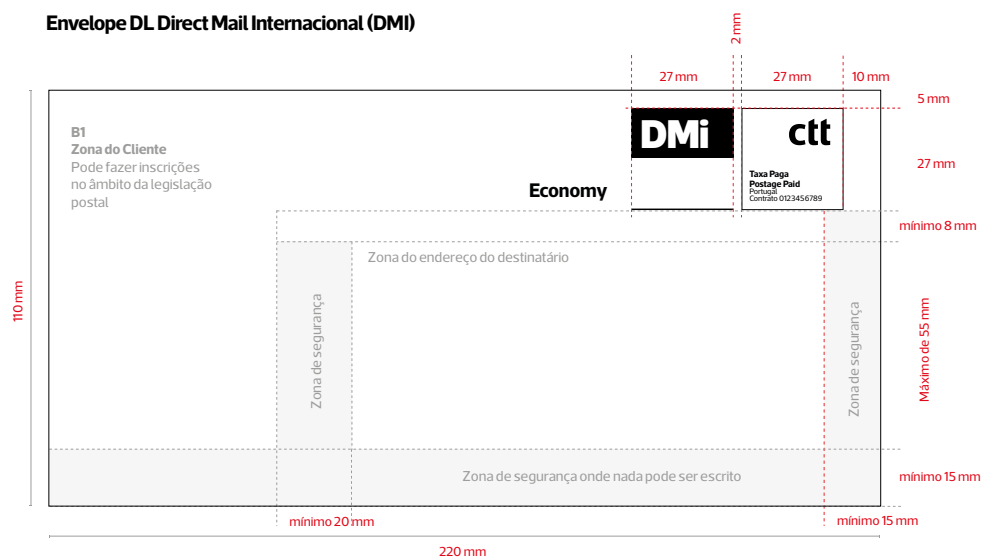 Envelope DL Direct Mail Internacional (DMI)
2 mm
27 mm
27 mm
10 mm
5 mm
B1
Zona do Cliente
Pode fazer inscrições
no âmbito da legislação
postal
DMi
ctt
27 mm
Taxa Paga
Postage Paid
Portugal
Contrato 0123456789
Economy
mínimo 8 mm
Zona do endereço do destinatário
110 mm
Zona de segurança
Zona de segurança
Máximo de 55 mm
Zona de segurança onde nada pode ser escrito
mínimo 15 mm
mínimo 20 mm
mínimo 15 mm
220 mm